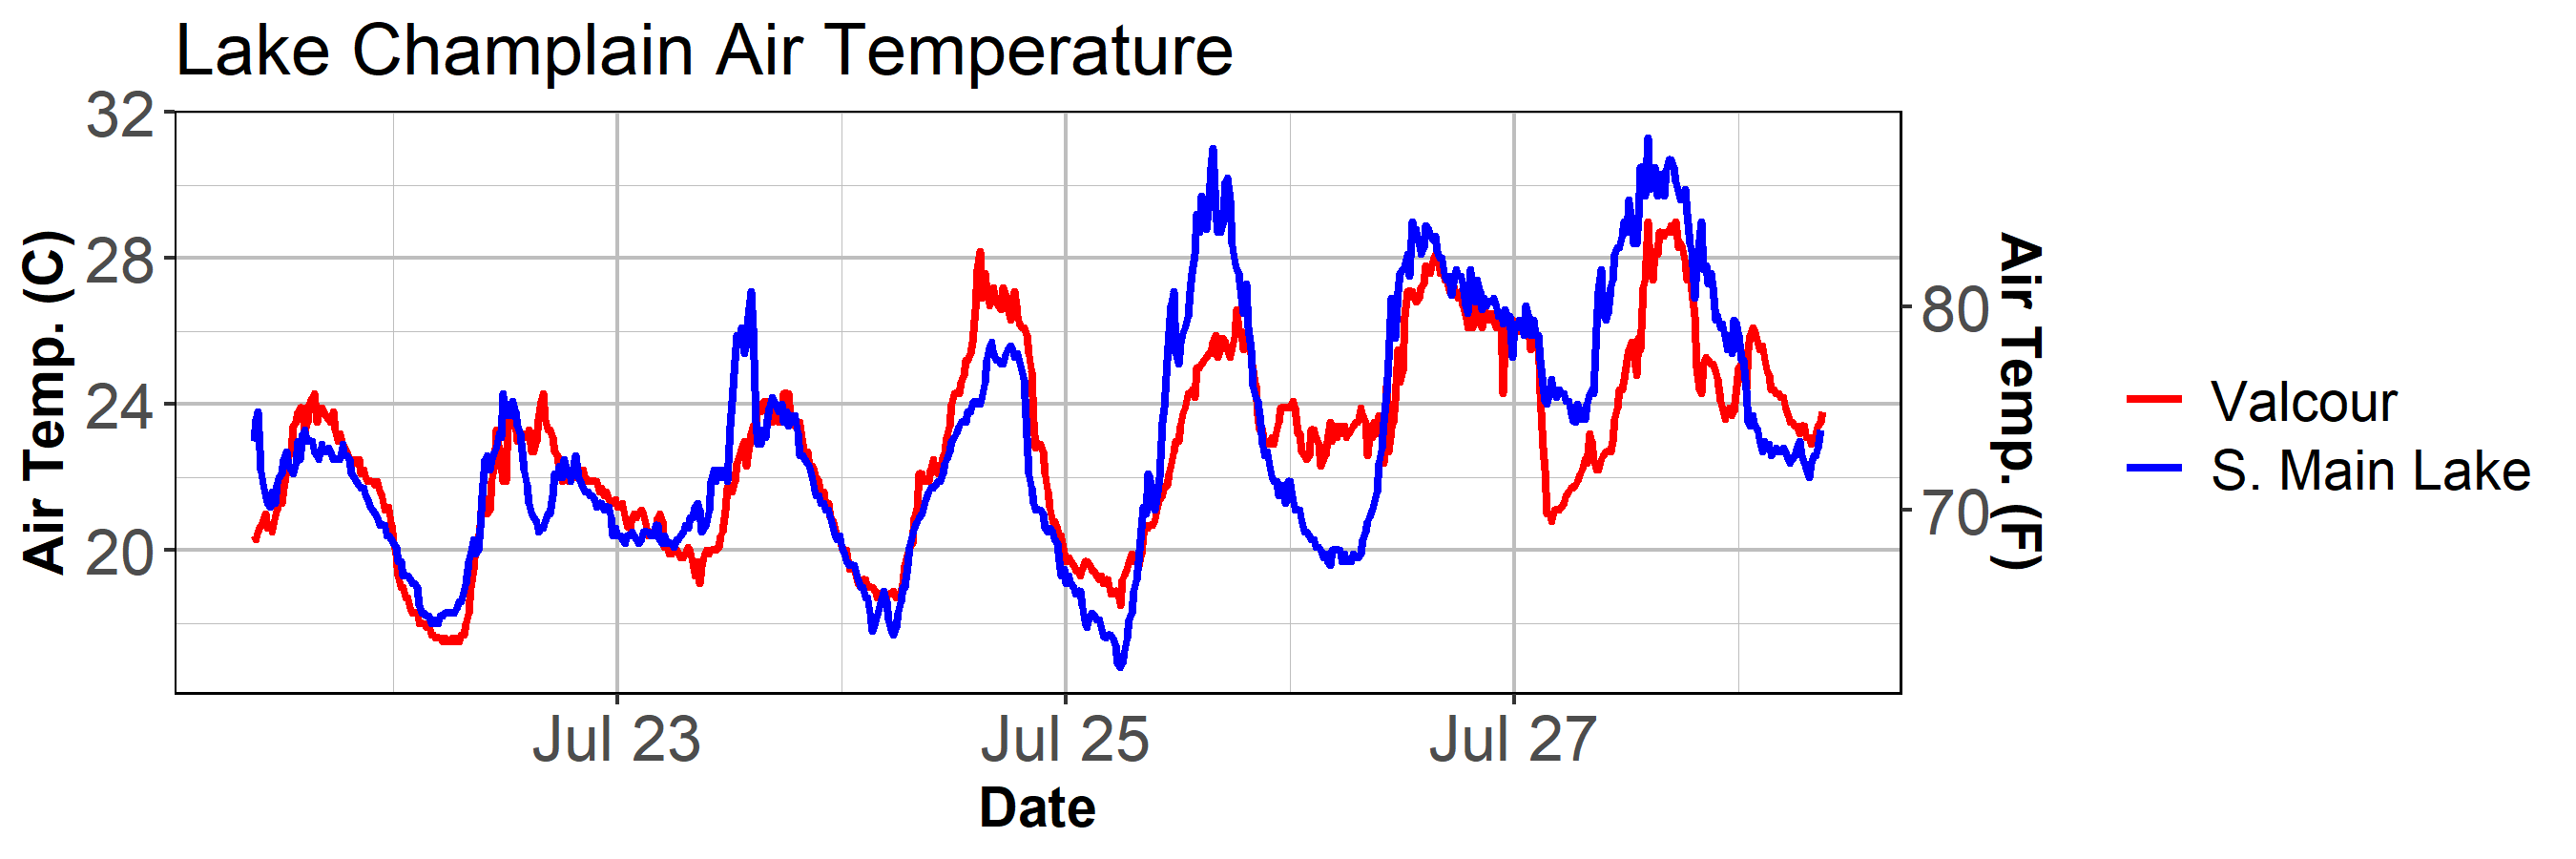 Lake Champlain Air Temperature
Air Temp. (C)
32
28
24
20
Air Temp. (F)
80
70
Jul 23
Jul 25
Jul 27
Date
Valcour
S. Main Lake